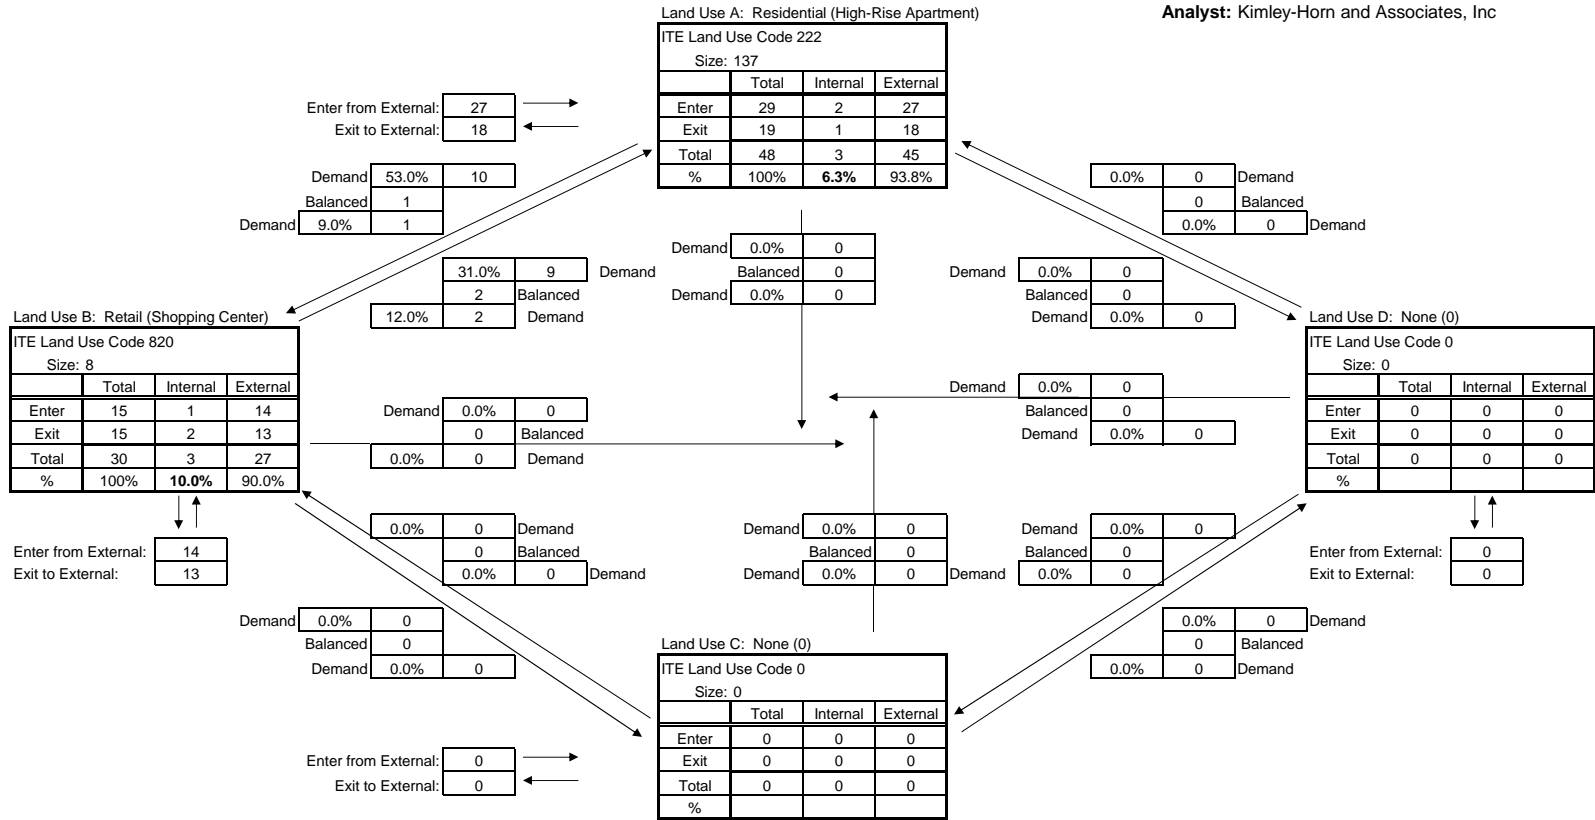 Analyst: Kimley-Horn and Associates, Inc
Land Use A: Residential (High-Rise Apartment)
ITE Land Use Code 222
Size: 137
Total Internal External
Enter 29 2 27
Exit 19 1 18
Total 48 3 45
% 100% 6.3% 93.8%
Enter from External: 27
Exit to External: 18
Demand 53.0% 10
Balanced 1
Demand 9.0% 1
31.0% 9 Demand
2 Balanced
12.0% 2 Demand
Demand 0.0% 0
Balanced 0
Demand 0.0% 0
0.0% 0 Demand
0 Balanced
0.0% 0 Demand
Demand 0.0% 0
Balanced 0
Demand 0.0% 0
Land Use B: Retail (Shopping Center)
ITE Land Use Code 820
Size: 8
Total Internal External
Enter 15 1 14
Exit 15 2 13
Total 30 3 27
% 100% 10.0% 90.0%
Enter from External: 14
Exit to External: 13
Demand 0.0% 0
0 Balanced
0.0% 0 Demand
Demand 0.0% 0
Balanced 0
Demand 0.0% 0
Land Use D: None (0)
ITE Land Use Code 0
Size: 0
Total Internal External
Enter 0 0 0
Exit 0 0 0
Total 0 0 0
%
Enter from External: 0
Exit to External: 0
0.0% 0 Demand
0 Balanced
0.0% 0 Demand
Demand 0.0% 0
Balanced 0
Demand 0.0% 0
Demand 0.0% 0
Balanced 0
Demand 0.0% 0
Demand 0.0% 0
Balanced 0
Demand 0.0% 0
0.0% 0 Demand
0 Balanced
0.0% 0 Demand
Land Use C: None (0)
ITE Land Use Code 0
Size: 0
Total Internal External
Enter 0 0 0
Exit 0 0 0
Total 0 0 0
%
Enter from External: 0
Exit to External: 0